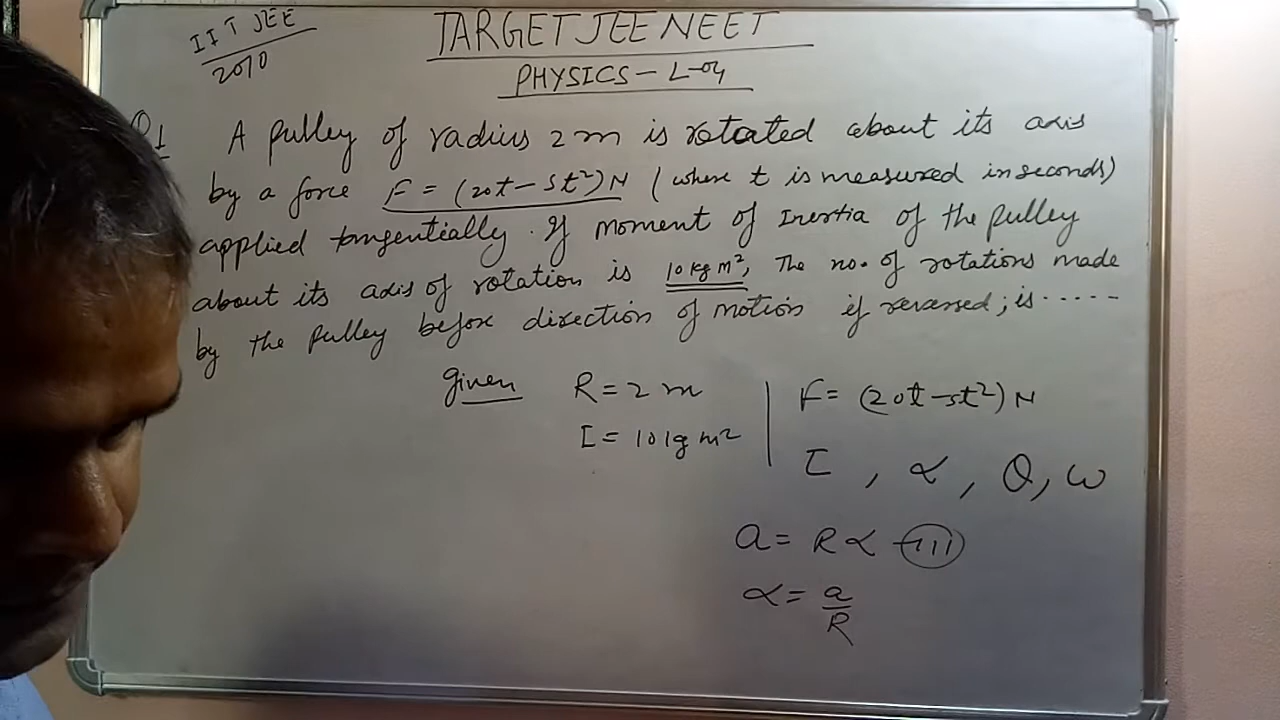 IIT JEE
2010
TARGET JEE NEET
PHYSICS - L-04
Q1 A pulley of radius 2 m is rotated about its axis
by a force F = (20t - 5t²) N (where t is measured in seconds)
applied tangentially. If moment of Inertia of the pulley
about its axis of rotation is 10 kg m², The no. of rotations made
by the pulley before direction of motion if reversed; is ......
Given R = 2 m
I = 10 kg m²
F = (20t - 5t²) N
I, α, θ, ω
a = Rα - (III)
α = a/R